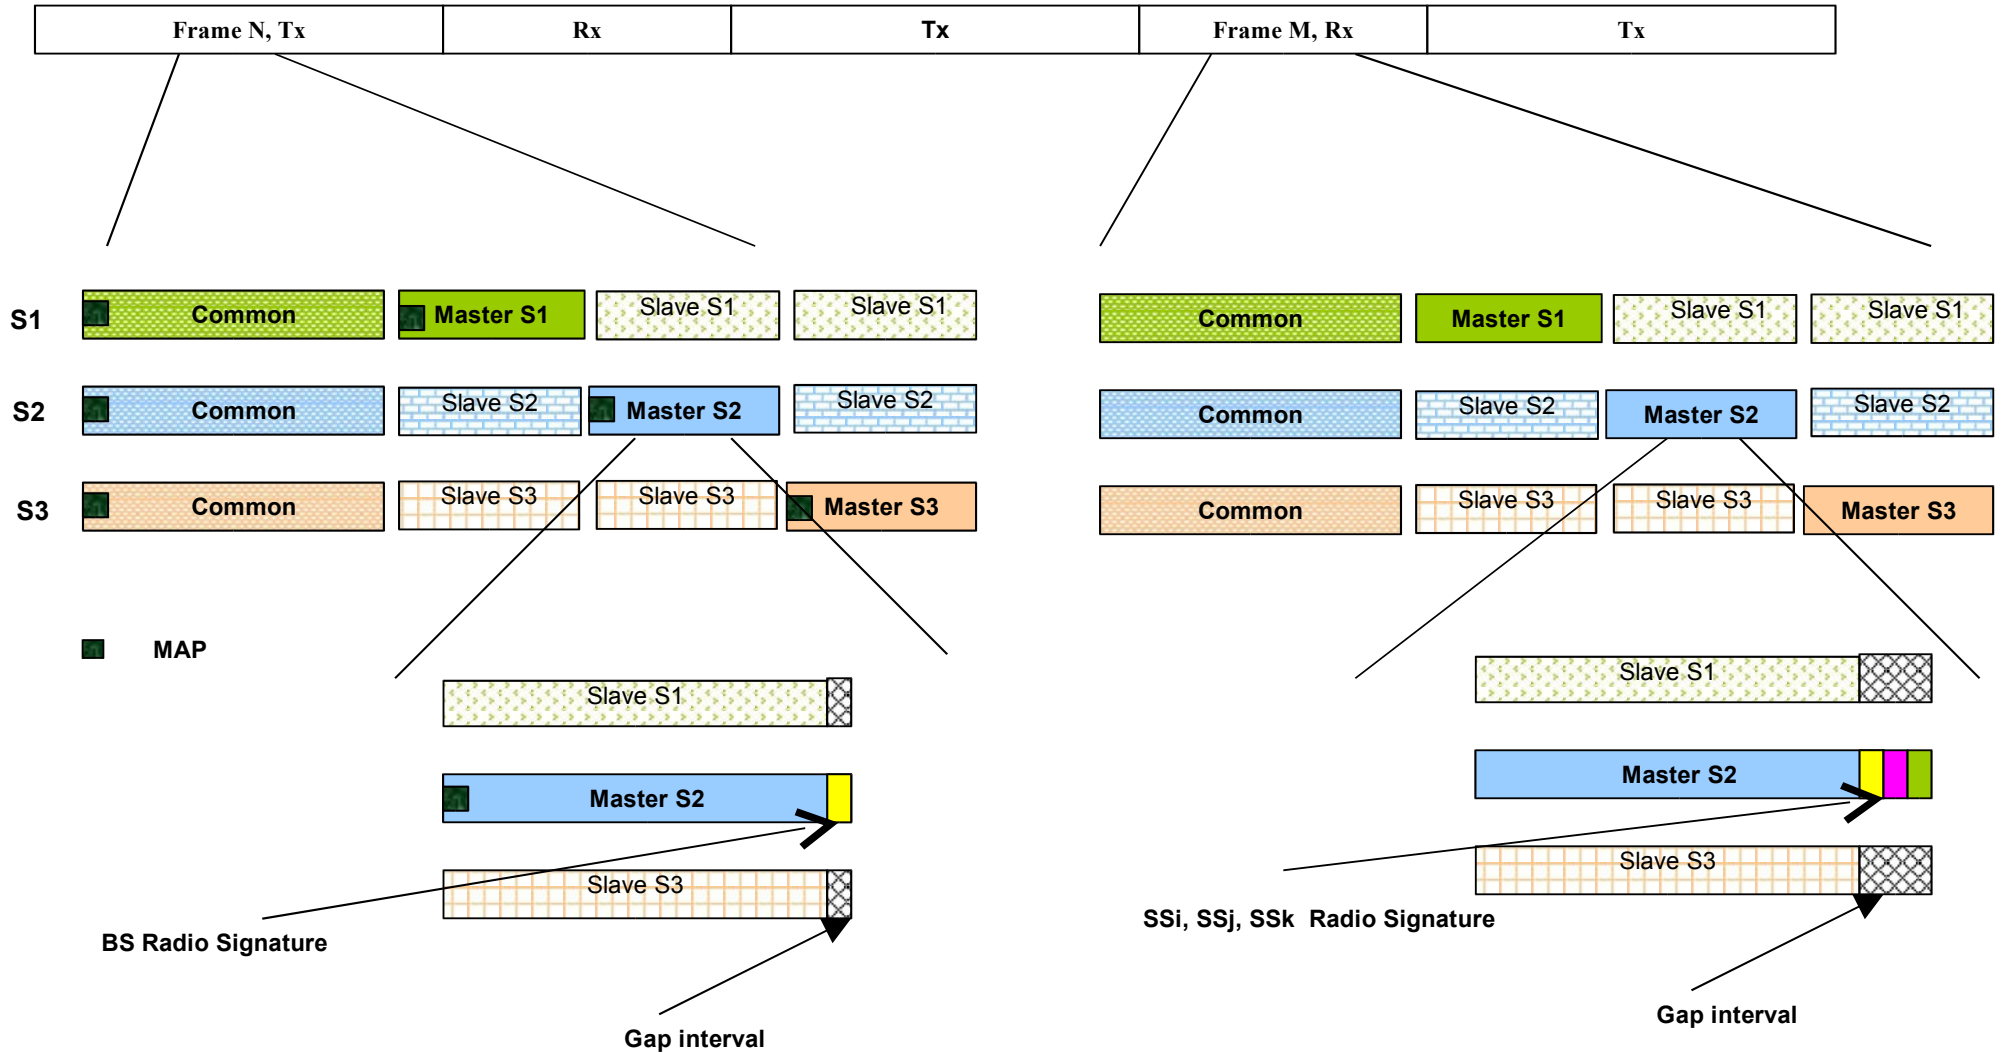 Frame N, Tx Rx Tx Frame M, Rx Tx
S1 Common Master S1 Slave S1 Slave S1 Common Master S1 Slave S1 Slave S1
S2 Common Slave S2 Master S2 Slave S2 Common Slave S2 Master S2 Slave S2
S3 Common Slave S3 Slave S3 Master S3 Common Slave S3 Slave S3 Master S3
MAP
Slave S1 Slave S1
Master S2 Master S2
Slave S3 Slave S3
BS Radio Signature SSi, SSj, SSk Radio Signature
Gap interval Gap interval